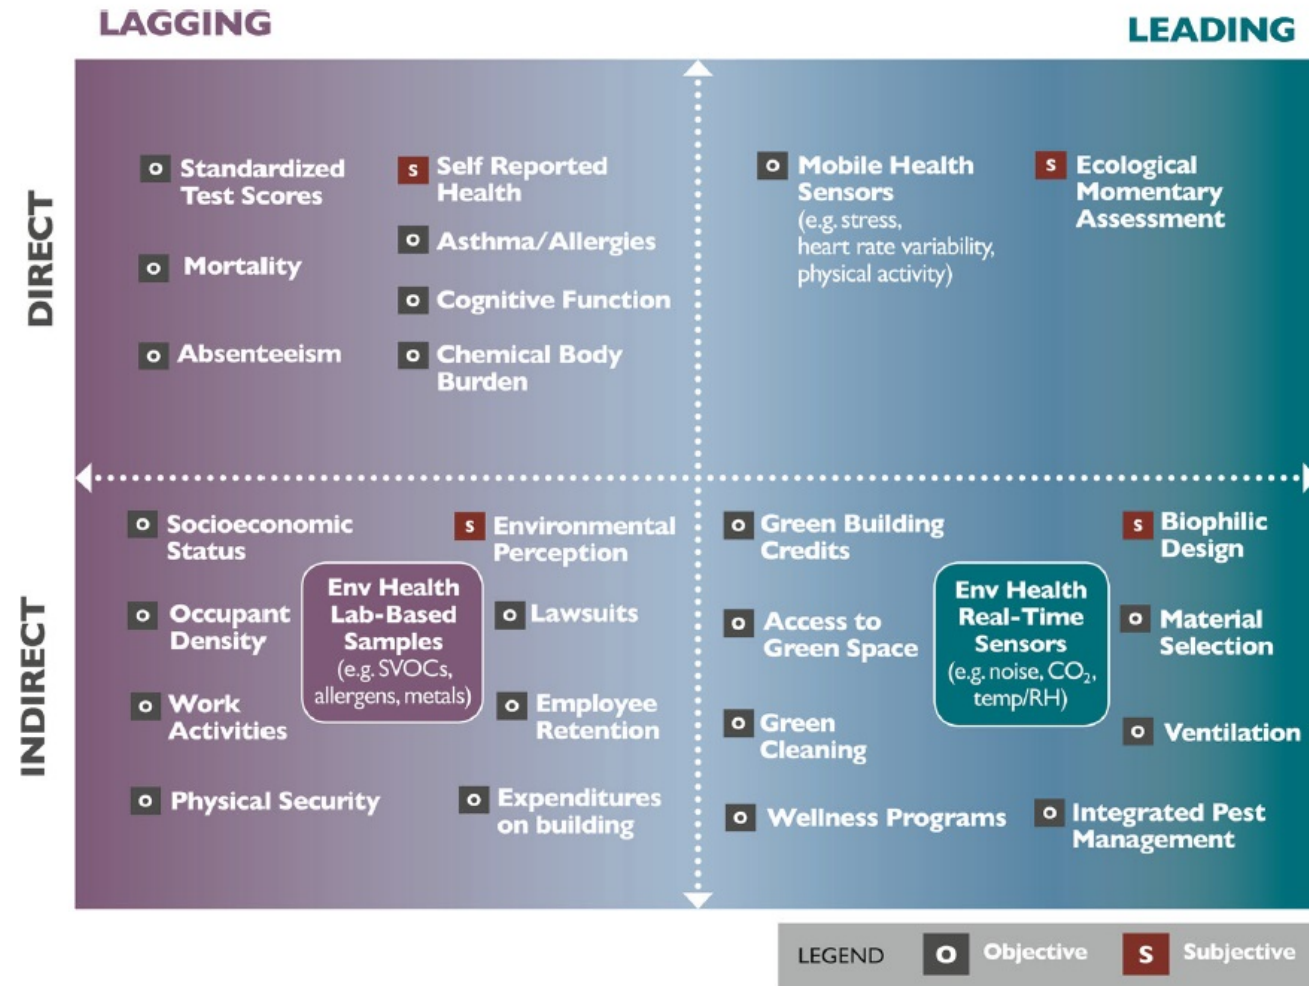 LAGGING
LEADING
DIRECT
O Standardized
Test Scores
O Mortality
O Absenteeism
S Self Reported
Health
O Asthma/Allergies
O Cognitive Function
O Chemical Body
Burden
O Mobile Health
Sensors
(e.g. stress,
heart rate variability,
physical activity)
S Ecological
Momentary
Assessment
INDIRECT
O Socioeconomic
Status
O Occupant
Density
O Work
Activities
O Physical Security
Env Health
Lab-Based
Samples
(e.g. SVOCs,
allergens, metals)
S Environmental
Perception
O Lawsuits
O Employee
Retention
O Expenditures
on building
O Green Building
Credits
O Access to
Green Space
O Green
Cleaning
O Wellness Programs
Env Health
Real-Time
Sensors
(e.g. noise, CO₂,
temp/RH)
S Biophilic
Design
O Material
Selection
O Ventilation
O Integrated Pest
Management
LEGEND O Objective S Subjective